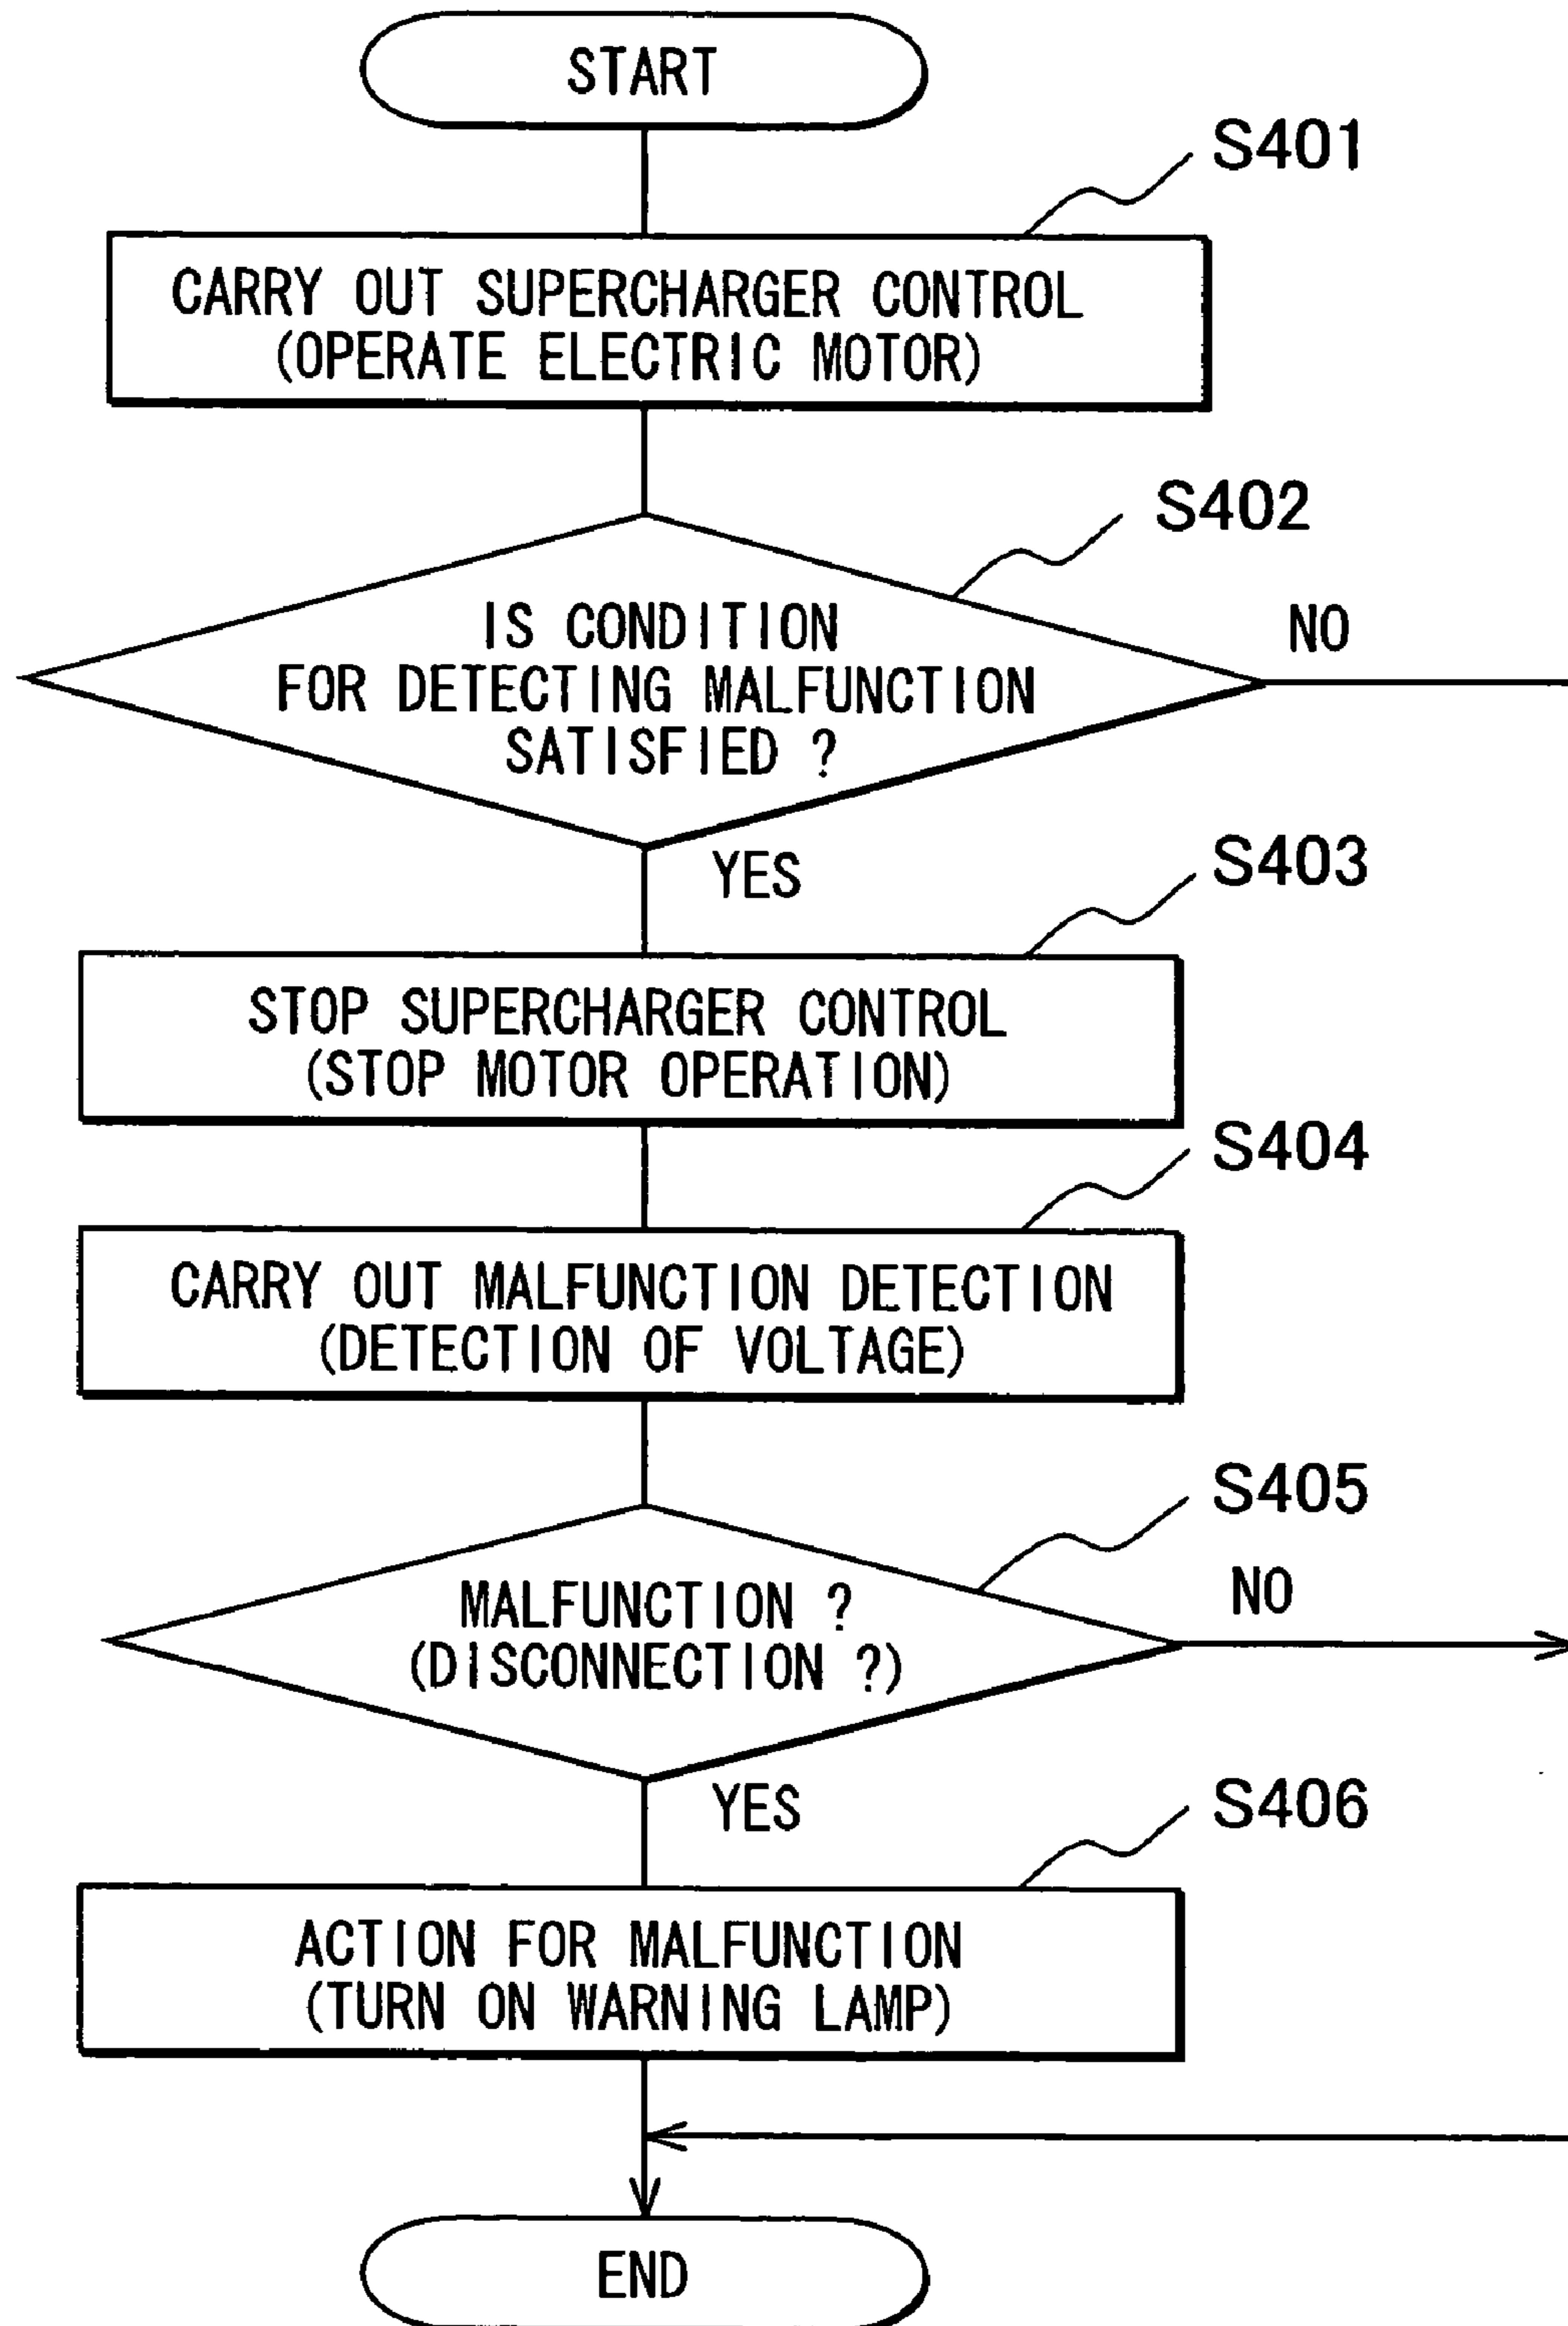 START
S401
CARRY OUT SUPERCHARGER CONTROL
(OPERATE ELECTRIC MOTOR)
S402
IS CONDITION
FOR DETECTING MALFUNCTION
SATISFIED ?
NO
YES
S403
STOP SUPERCHARGER CONTROL
(STOP MOTOR OPERATION)
S404
CARRY OUT MALFUNCTION DETECTION
(DETECTION OF VOLTAGE)
S405
MALFUNCTION ?
(DISCONNECTION ?)
NO
YES
S406
ACTION FOR MALFUNCTION
(TURN ON WARNING LAMP)
END